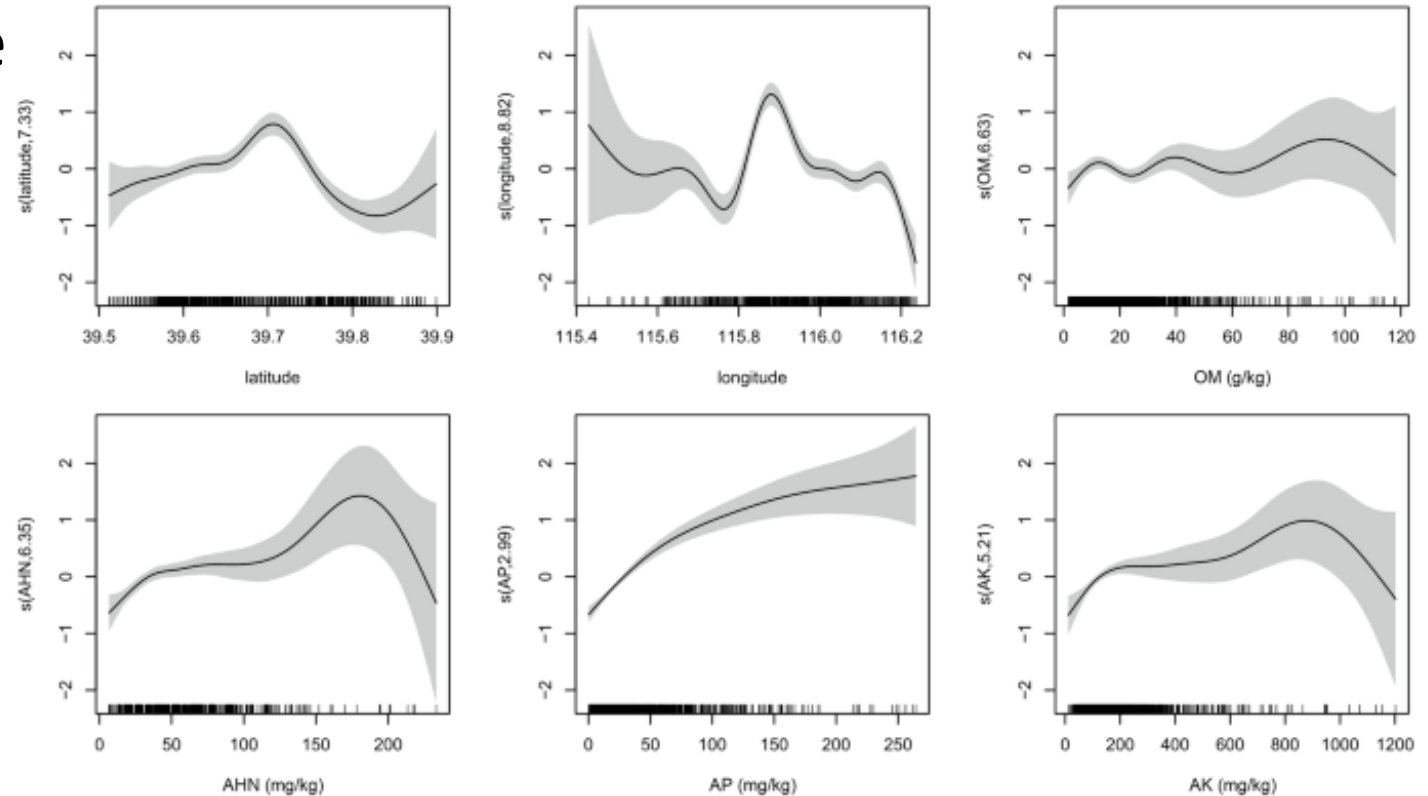 e
s(latitude,7.33)
2
1
0
−1
−2
39.5 39.6 39.7 39.8 39.9
latitude
s(longitude,8.82)
2
1
0
−1
−2
115.4 115.6 115.8 116.0 116.2
longitude
s(OM,6.63)
2
1
0
−1
−2
0 20 40 60 80 100 120
OM (g/kg)
s(AHN,6.35)
2
1
0
−1
−2
0 50 100 150 200
AHN (mg/kg)
s(AP,2.99)
2
1
0
−1
−2
0 50 100 150 200 250
AP (mg/kg)
s(AK,5.21)
2
1
0
−1
−2
0 200 400 600 800 1000 1200
AK (mg/kg)